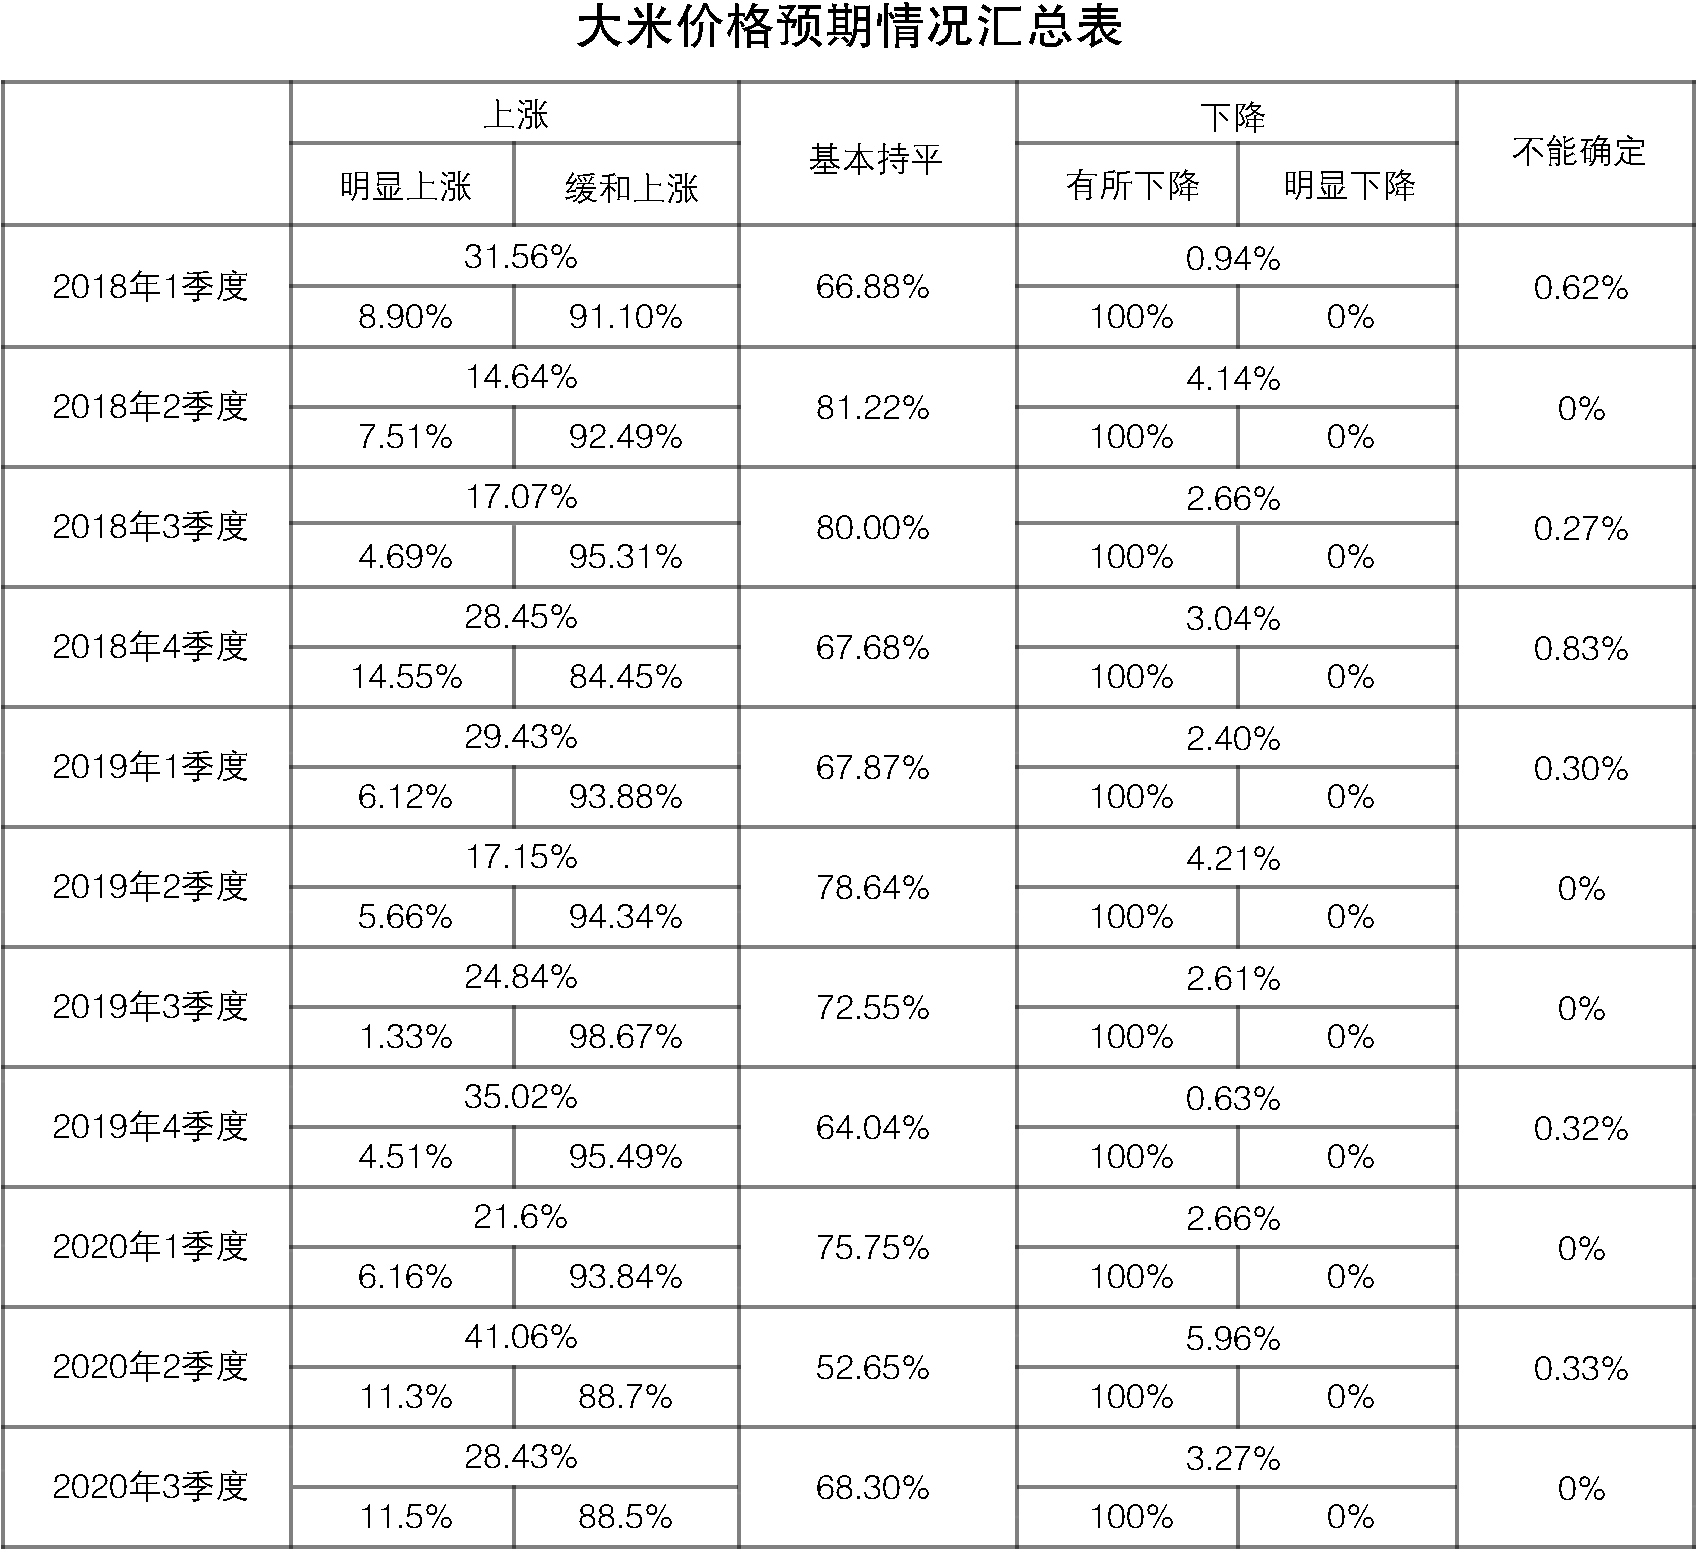 大米价格预期情况汇总表
上涨 基本持平 下降 不能确定
明显上涨 缓和上涨 有所下降 明显下降
2018年1季度 31.56% 66.88% 0.94% 0.62%
8.90% 91.10% 100% 0%
2018年2季度 14.64% 81.22% 4.14% 0%
7.51% 92.49% 100% 0%
2018年3季度 17.07% 80.00% 2.66% 0.27%
4.69% 95.31% 100% 0%
2018年4季度 28.45% 67.68% 3.04% 0.83%
14.55% 84.45% 100% 0%
2019年1季度 29.43% 67.87% 2.40% 0.30%
6.12% 93.88% 100% 0%
2019年2季度 17.15% 78.64% 4.21% 0%
5.66% 94.34% 100% 0%
2019年3季度 24.84% 72.55% 2.61% 0%
1.33% 98.67% 100% 0%
2019年4季度 35.02% 64.04% 0.63% 0.32%
4.51% 95.49% 100% 0%
2020年1季度 21.6% 75.75% 2.66% 0%
6.16% 93.84% 100% 0%
2020年2季度 41.06% 52.65% 5.96% 0.33%
11.3% 88.7% 100% 0%
2020年3季度 28.43% 68.30% 3.27% 0%
11.5% 88.5% 100% 0%